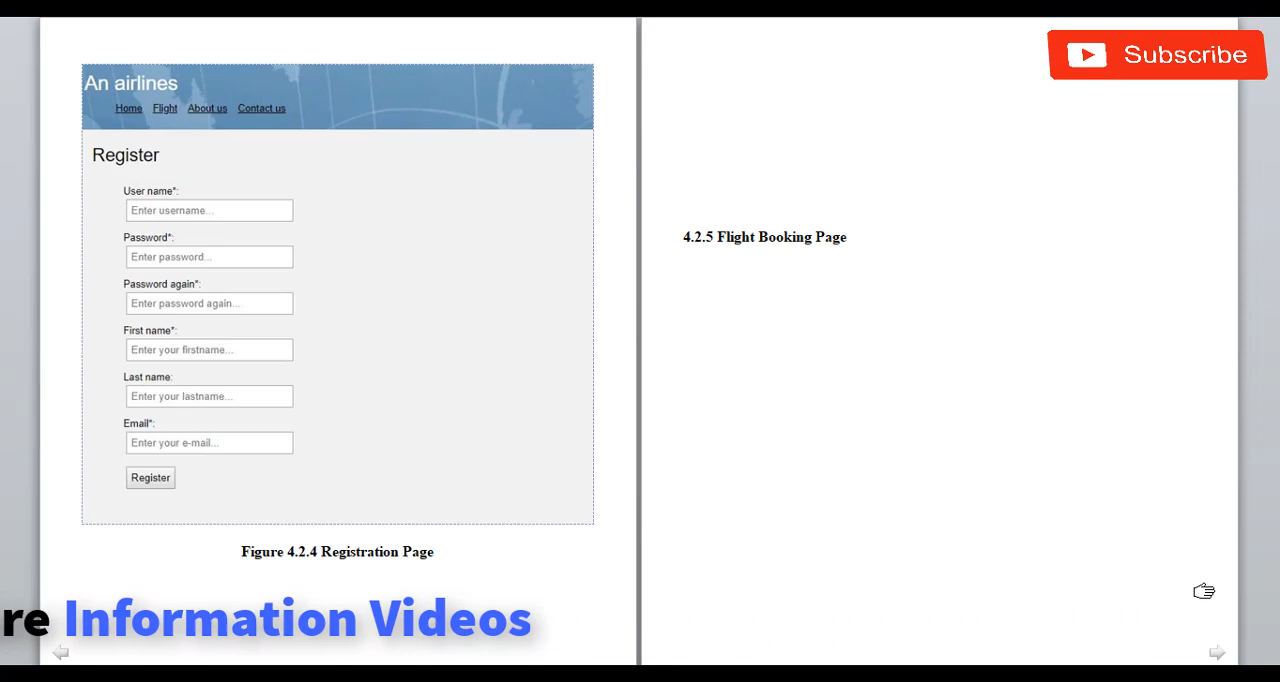 An airlines
Home Flight About us Contact us
Register
User name*:
Enter username...
Password*:
Enter password...
Password again*:
Enter password again...
First name*:
Enter your firstname...
Last name:
Enter your lastname...
Email*:
Enter your e-mail...
Register
Figure 4.2.4 Registration Page
re Information Videos
Subscribe
4.2.5 Flight Booking Page